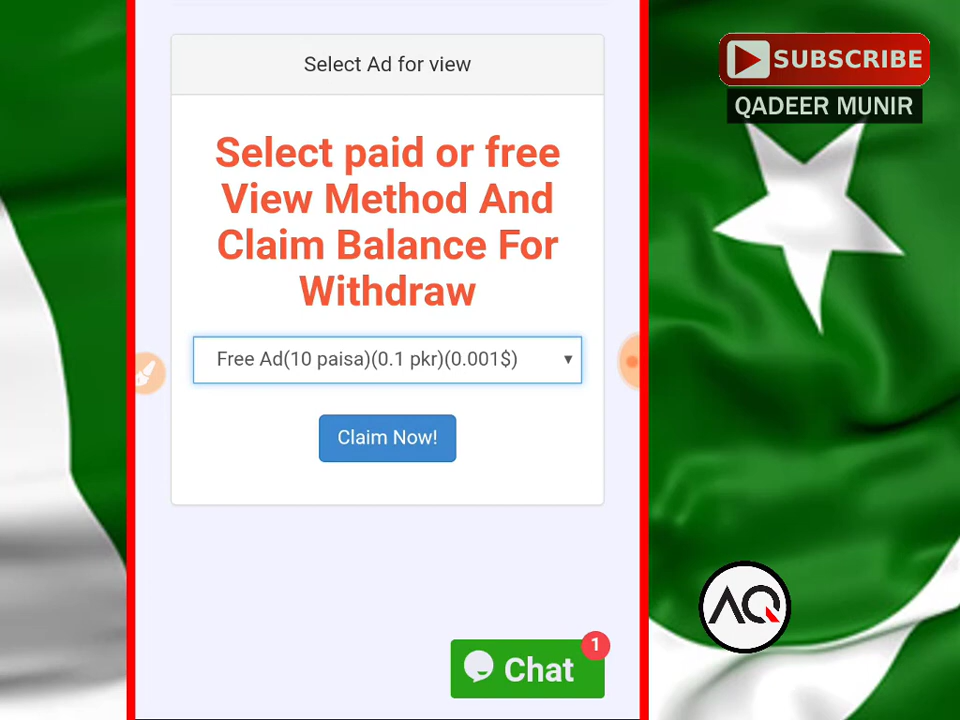 Select Ad for view
SUBSCRIBE
QADEER MUNIR
Select paid or free
View Method And
Claim Balance For
Withdraw
Free Ad(10 paisa)(0.1 pkr)(0.001$)
Claim Now!
AQ
1
Chat